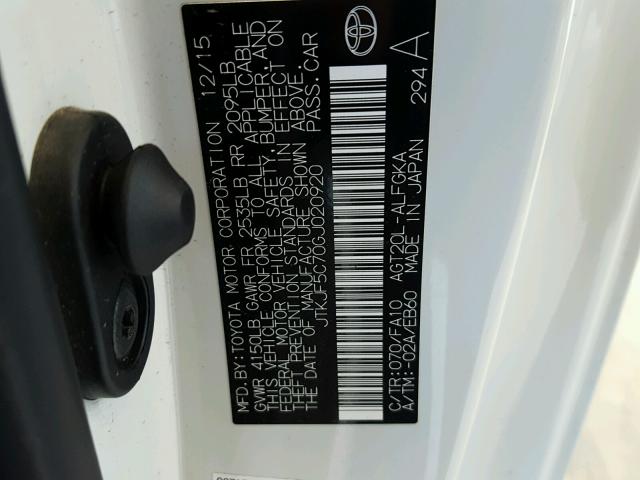 MFD.BY:TOYOTA MOTOR CORPORATION 12/15
GVWR 4150LB GAWR FR 2535LB RR 2095LB
THIS VEHICLE CONFORMS TO ALL APPLICABLE
FEDERAL MOTOR VEHICLE SAFETY, BUMPER, AND
THEFT PREVENTION STANDARDS IN EFFECT ON
THE DATE OF MANUFACTURE SHOWN ABOVE.
JTKJF5C70GJ020920 PASS.CAR
C/TR:070/FA10 AGT20L-ALFGKA
A/TM:-02A/EB60 MADE IN JAPAN 294 A